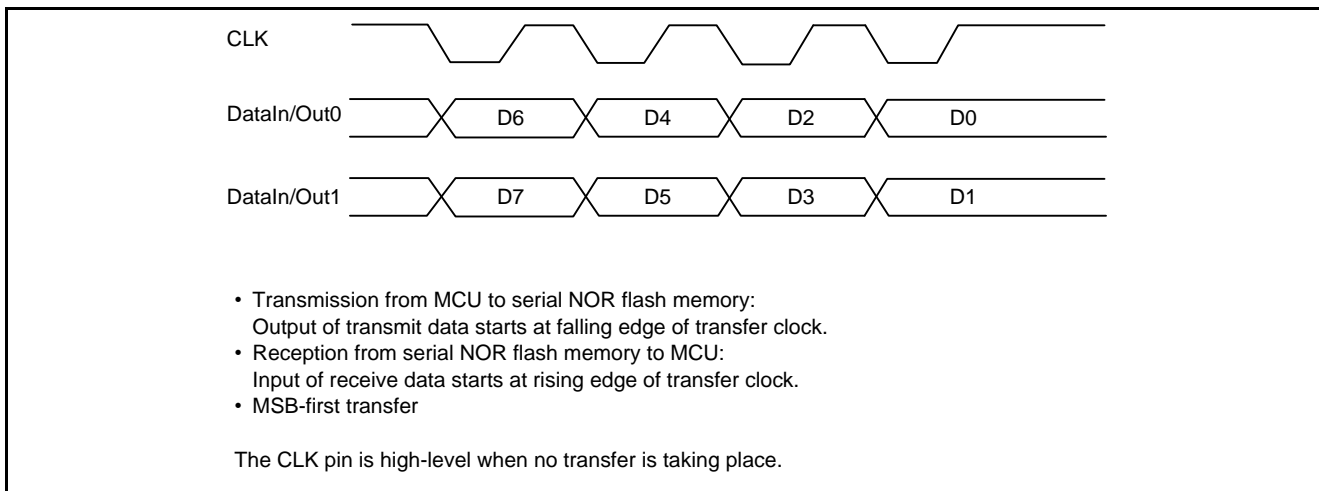 CLK
DataIn/Out0 D6 D4 D2 D0
DataIn/Out1 D7 D5 D3 D1
• Transmission from MCU to serial NOR flash memory:
Output of transmit data starts at falling edge of transfer clock.
• Reception from serial NOR flash memory to MCU:
Input of receive data starts at rising edge of transfer clock.
• MSB-first transfer
The CLK pin is high-level when no transfer is taking place.